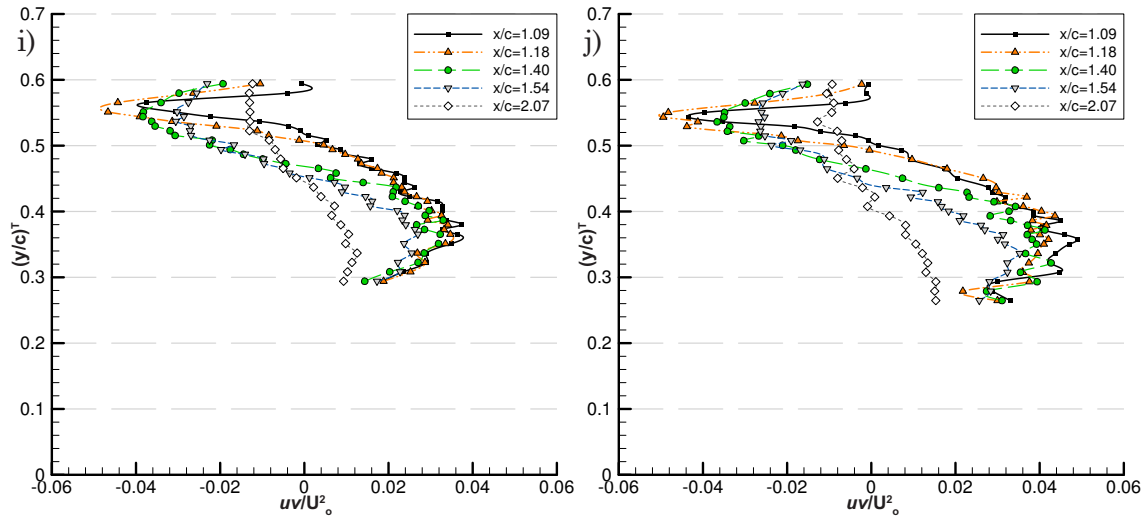 i)
0.7
0.6
0.5
0.4
0.3
0.2
0.1
0
(y/c)ᵀ
x/c=1.09
x/c=1.18
x/c=1.40
x/c=1.54
x/c=2.07
-0.06 -0.04 -0.02 0 0.02 0.04 0.06
uv/U²ₒ
j)
0.7
0.6
0.5
0.4
0.3
0.2
0.1
0
(y/c)ᵀ
x/c=1.09
x/c=1.18
x/c=1.40
x/c=1.54
x/c=2.07
-0.06 -0.04 -0.02 0 0.02 0.04 0.06
uv/U²ₒ